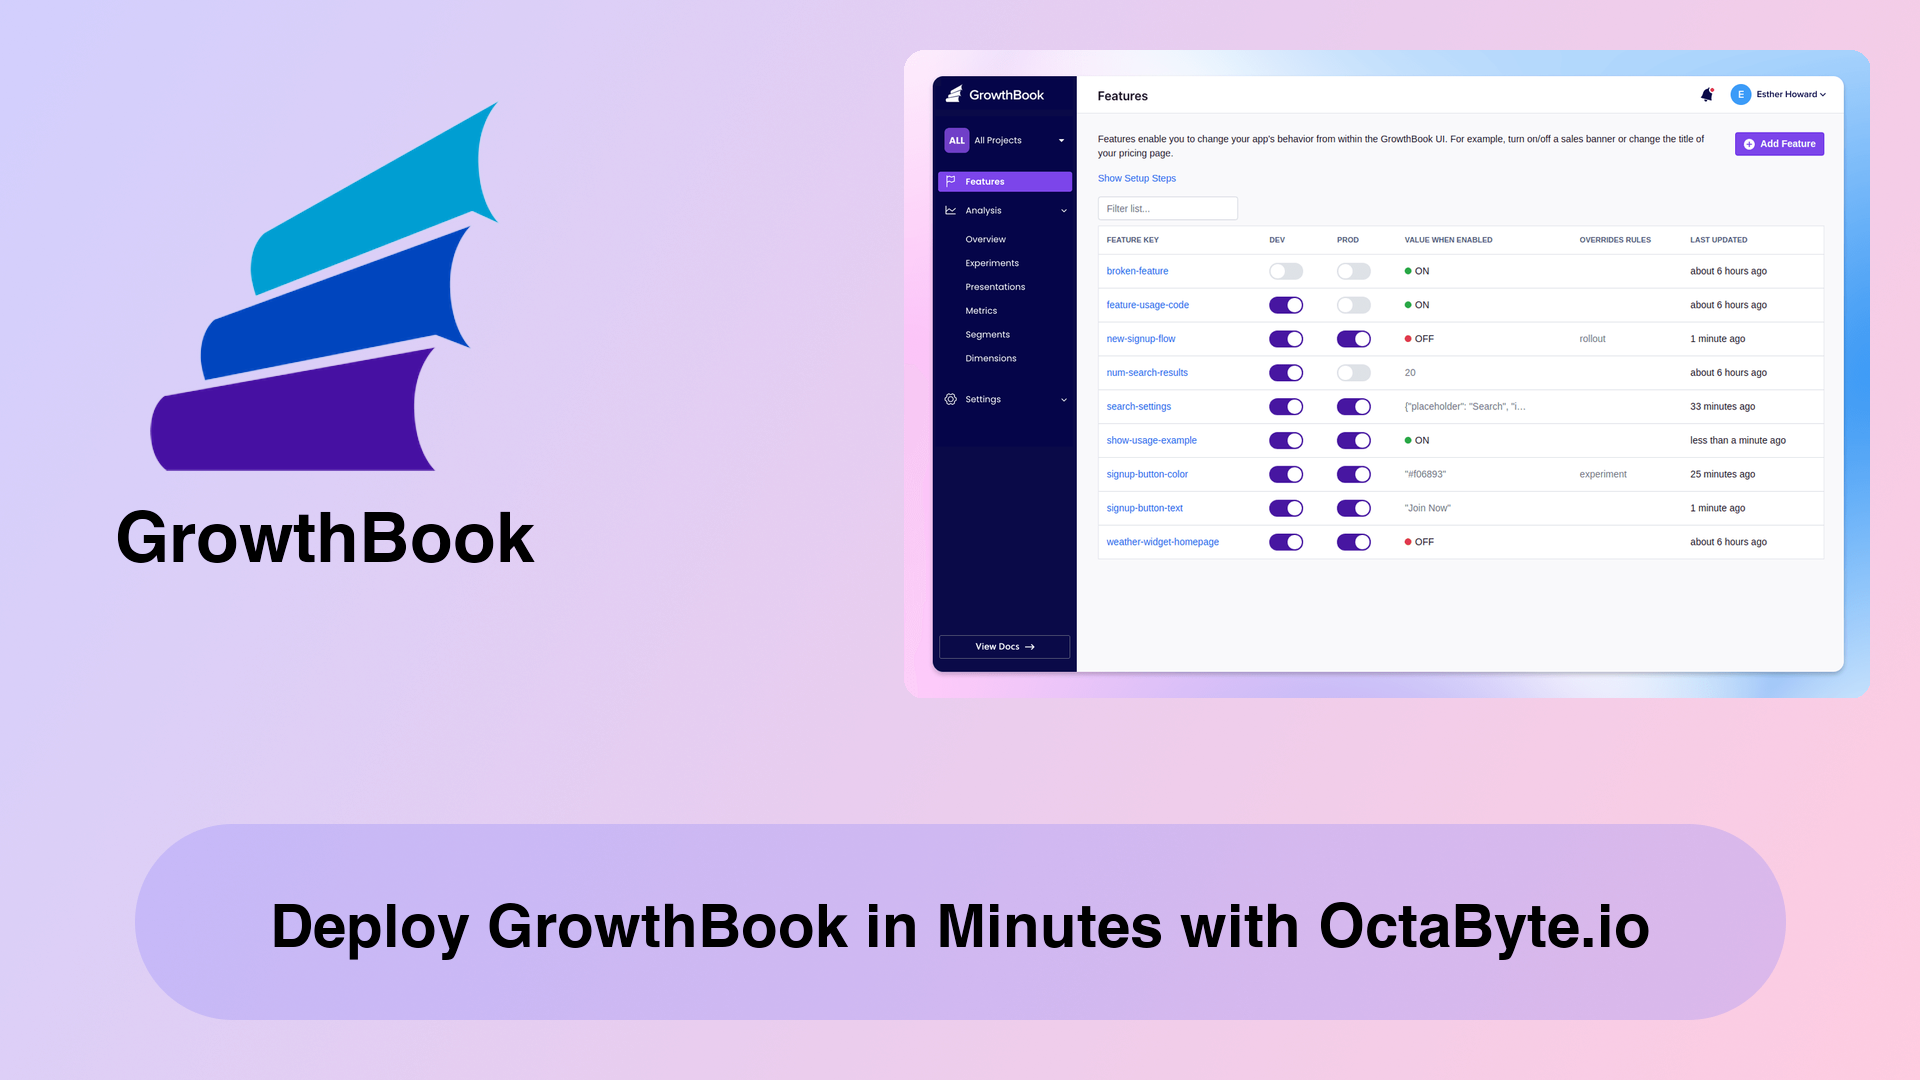 GrowthBook
GrowthBook
ALL All Projects
Features
Analysis
Overview
Experiments
Presentations
Metrics
Segments
Dimensions
Settings
View Docs
Features
E Esther Howard
Features enable you to change your app's behavior from within the GrowthBook UI. For example, turn on/off a sales banner or change the title of
your pricing page.
Add Feature
Show Setup Steps
Filter list...
FEATURE KEY DEV PROD VALUE WHEN ENABLED OVERRIDES RULES LAST UPDATED
broken-feature ON about 6 hours ago
feature-usage-code ON about 6 hours ago
new-signup-flow OFF rollout 1 minute ago
num-search-results 20 about 6 hours ago
search-settings {"placeholder": "Search", "i... 33 minutes ago
show-usage-example ON less than a minute ago
signup-button-color "#f06893" experiment 25 minutes ago
signup-button-text "Join Now" 1 minute ago
weather-widget-homepage OFF about 6 hours ago
Deploy GrowthBook in Minutes with OctaByte.io